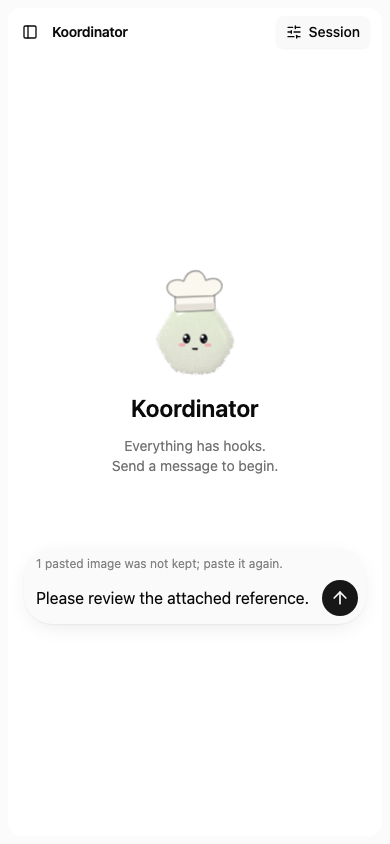 Koordinator
Session
Koordinator
Everything has hooks.
Send a message to begin.
1 pasted image was not kept; paste it again.
Please review the attached reference.